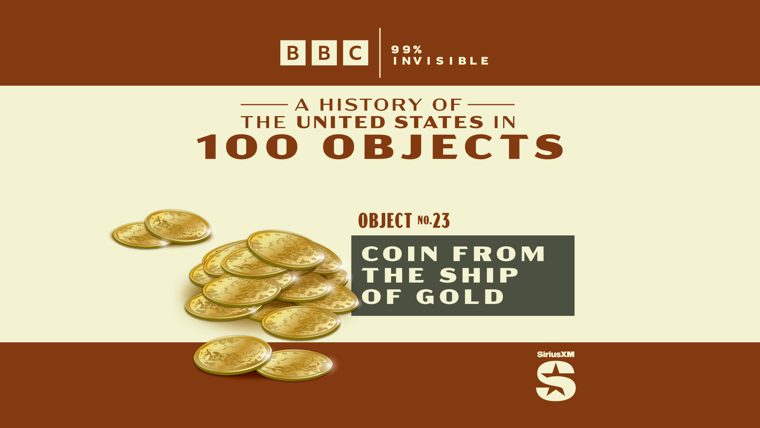 BBC
99%
INVISIBLE
A HISTORY OF
THE UNITED STATES IN
100 OBJECTS
OBJECT NO.23
COIN FROM
THE SHIP
OF GOLD
SiriusXM
S